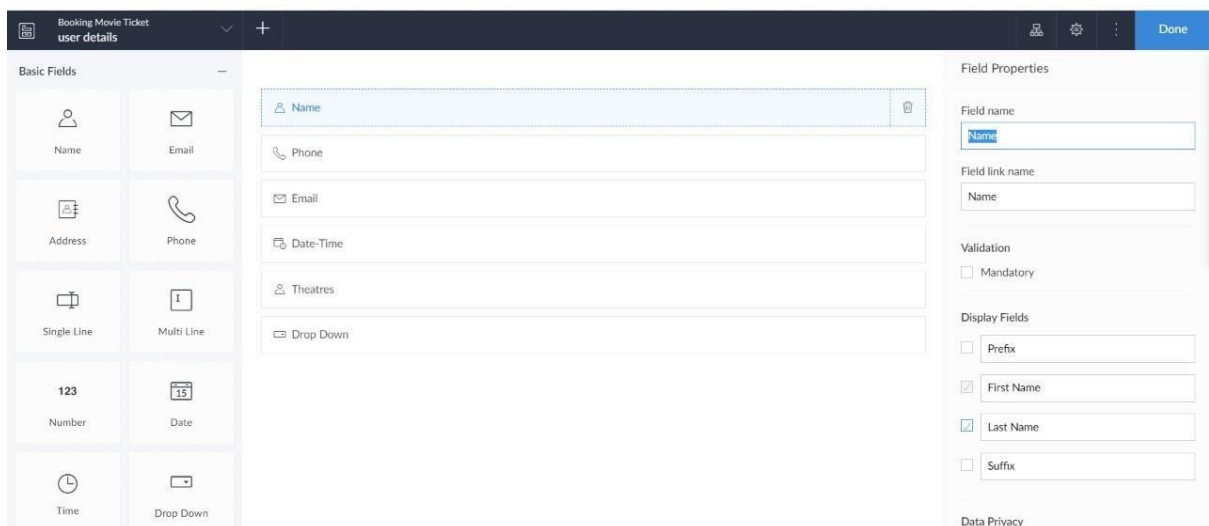 Booking Movie Ticket
user details
Done
Basic Fields
Name
Email
Address
Phone
Single Line
Multi Line
123
Number
15
Date
Time
Drop Down
Name
Phone
Email
Date-Time
Theatres
Drop Down
Field Properties
Field name
Name
Field link name
Name
Validation
Mandatory
Display Fields
Prefix
First Name
Last Name
Suffix
Data Privacy